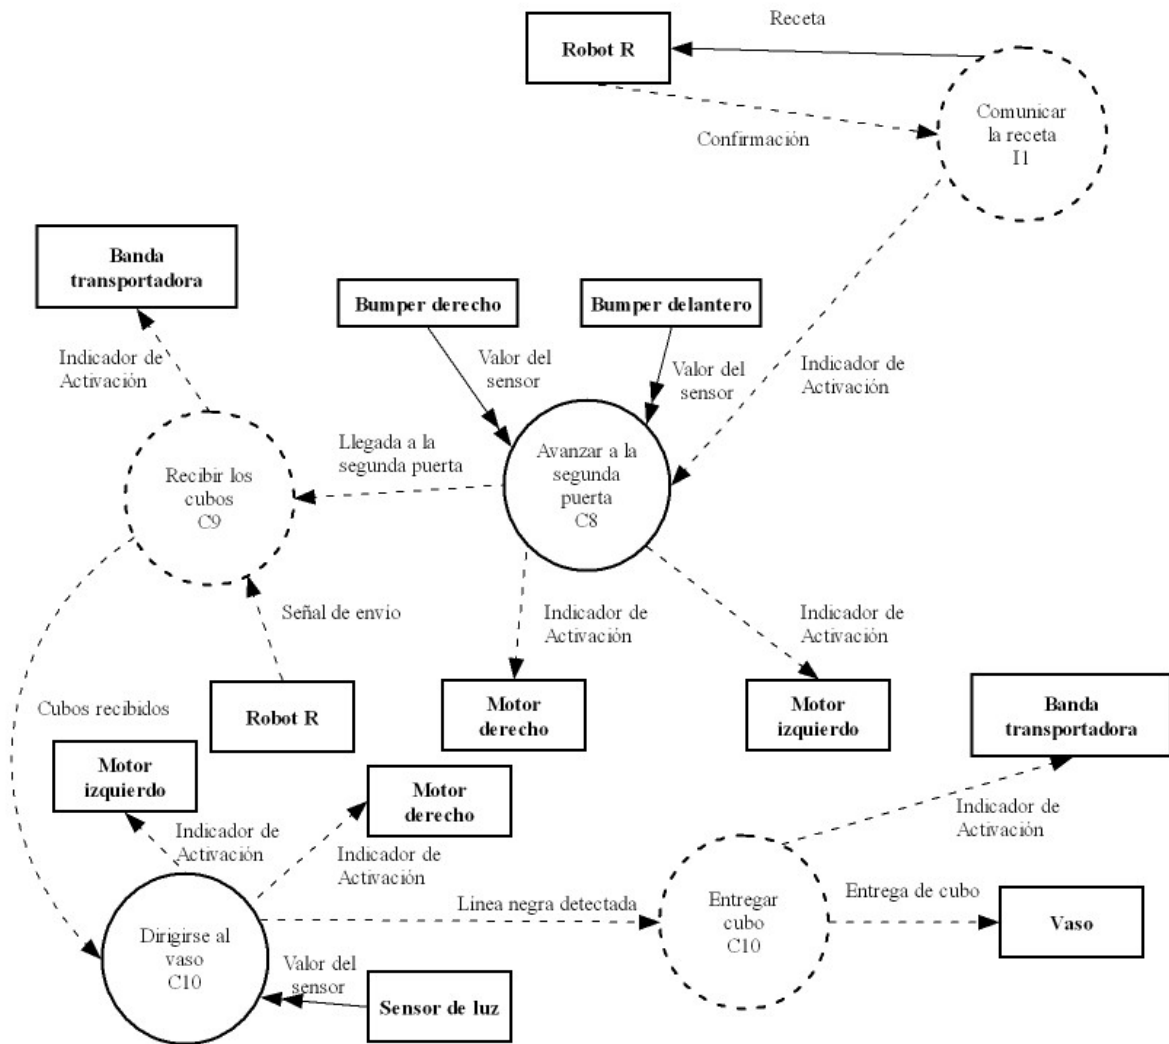 Receta
Robot R
Comunicar
la receta
I1
Confirmación
Banda
transportadora
Bumper derecho
Bumper delantero
Indicador de
Activación
Valor del
sensor
Valor del
sensor
Indicador de
Activación
Llegada a la
segunda puerta
Avanzar a la
segunda
puerta
C8
Recibir los
cubos
C9
Señal de envío
Indicador de
Activación
Indicador de
Activación
Cubos recibidos
Robot R
Motor
derecho
Motor
izquierdo
Banda
transportadora
Motor
izquierdo
Motor
derecho
Indicador de
Activación
Indicador de
Activación
Indicador de
Activación
Linea negra detectada
Entregar
cubo
C10
Entrega de cubo
Vaso
Dirigirse al
vaso
C10
Valor del
sensor
Sensor de luz